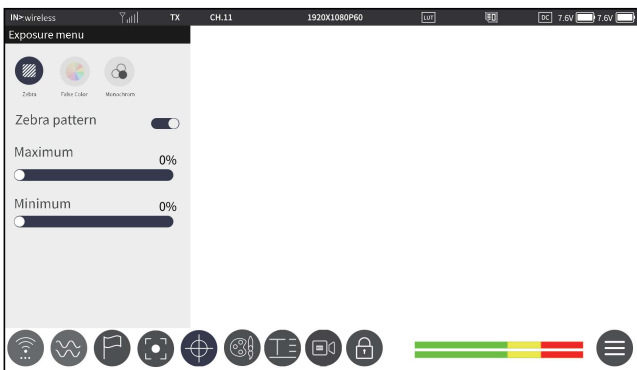 IN>:wireless TX CH.11 1920X1080P60 LUT DC 7.6V 7.6V
Exposure menu
Zebra False Color Monochrom
Zebra pattern
Maximum 0%
Minimum 0%